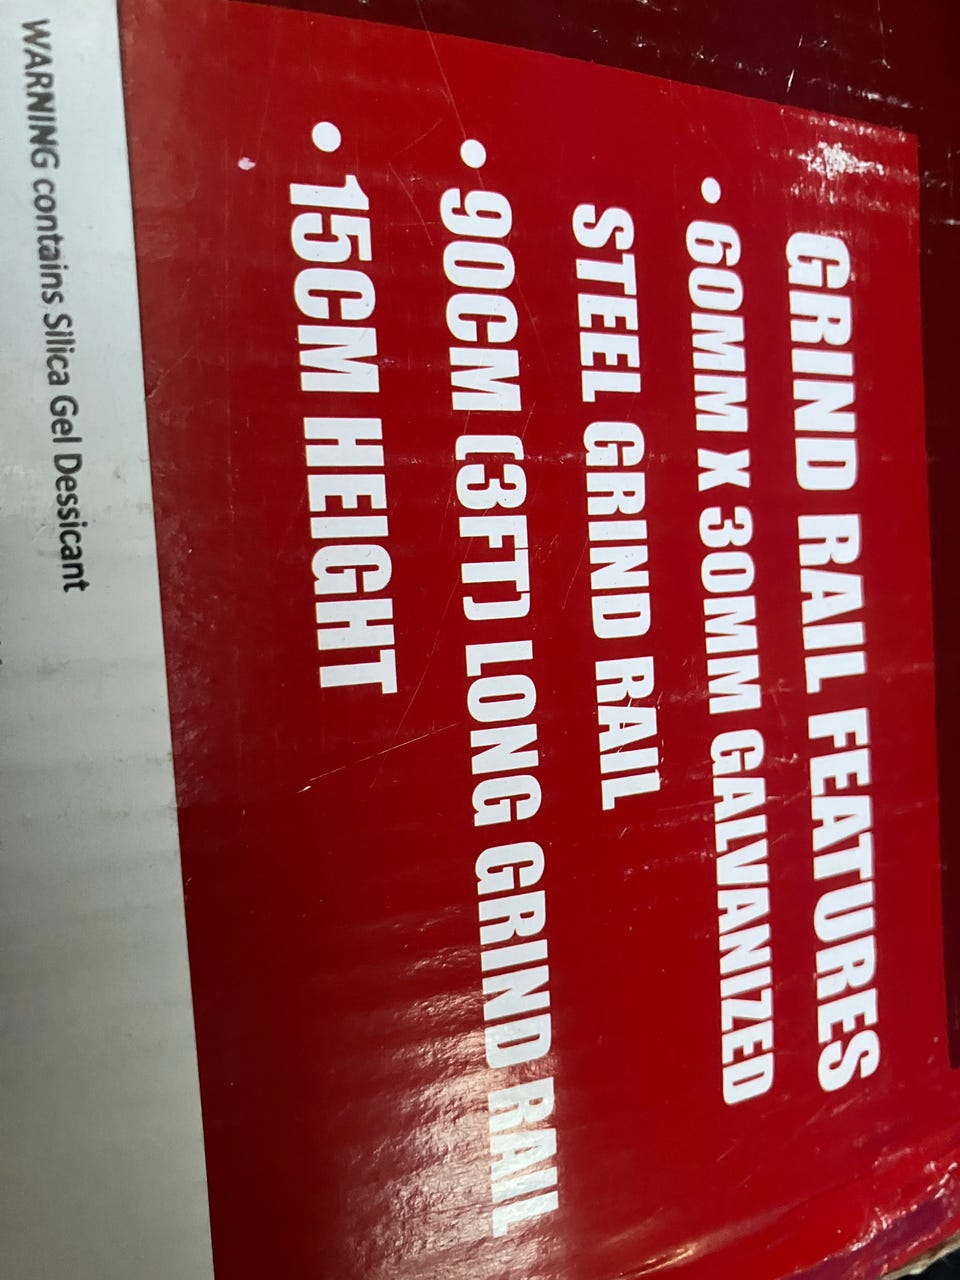 GRIND RAIL FEATURES
• 60MM X 30MM GALVANIZED
STEEL GRIND RAIL
• 90CM (3FT) LONG GRIND RAIL
• 15CM HEIGHT
WARNING contains Silica Gel Dessicant